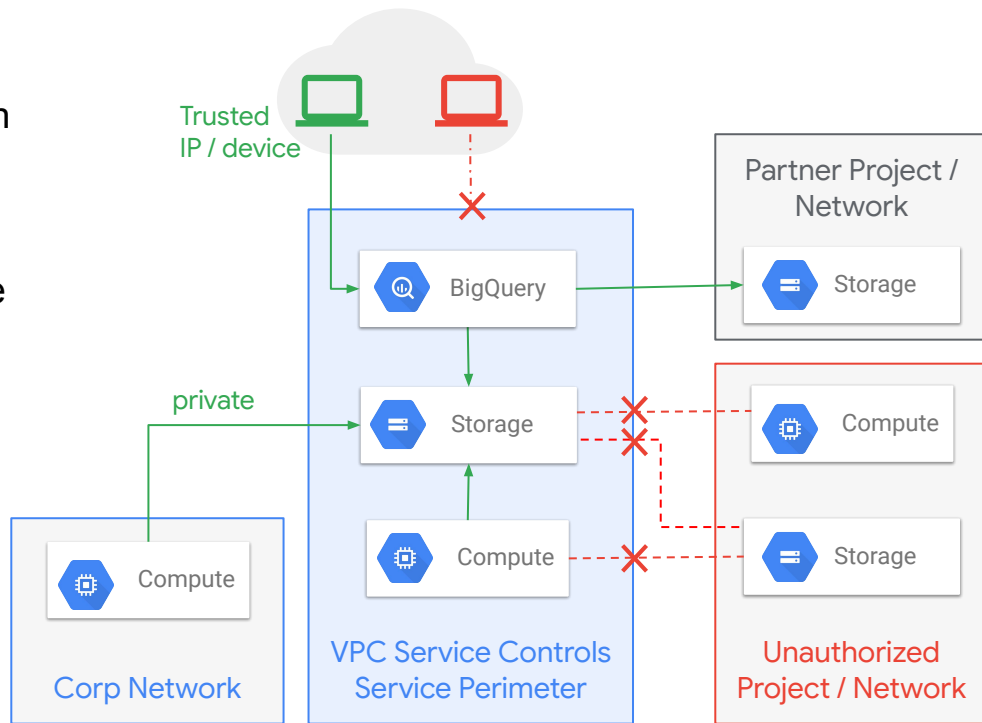 n
Trusted
IP / device
e
Partner Project /
Network
Storage
BigQuery
private
Storage
Compute
Compute
Storage
Compute
Corp Network
Compute
VPC Service Controls
Service Perimeter
Unauthorized
Project / Network